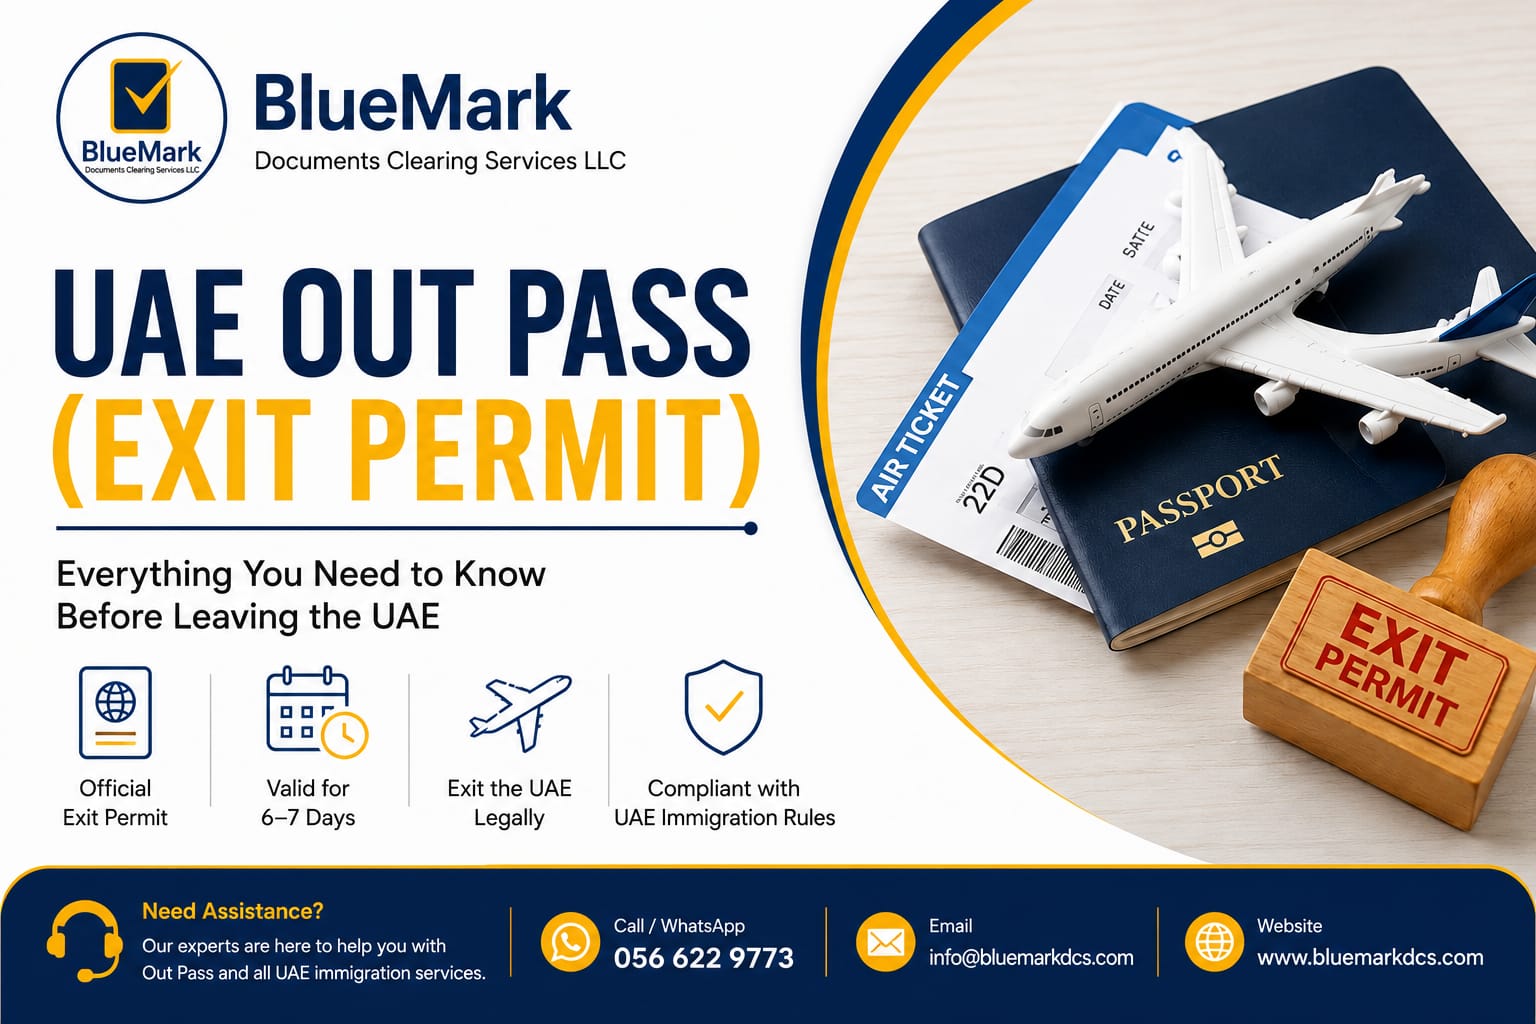 BlueMark
Documents Clearing Services LLC
BlueMark
Documents Clearing Services LLC
UAE OUT PASS
(EXIT PERMIT)
Everything You Need to Know
Before Leaving the UAE
Official
Exit Permit
Valid for
6–7 Days
Exit the UAE
Legally
Compliant with
UAE Immigration Rules
AIR TICKET
SATTE
DATE
22D
PASSPORT
EXIT
PERMIT
Need Assistance?
Our experts are here to help you with
Out Pass and all UAE immigration services.
Call / WhatsApp
056 622 9773
Email
info@bluemarkdcs.com
Website
www.bluemarkdcs.com